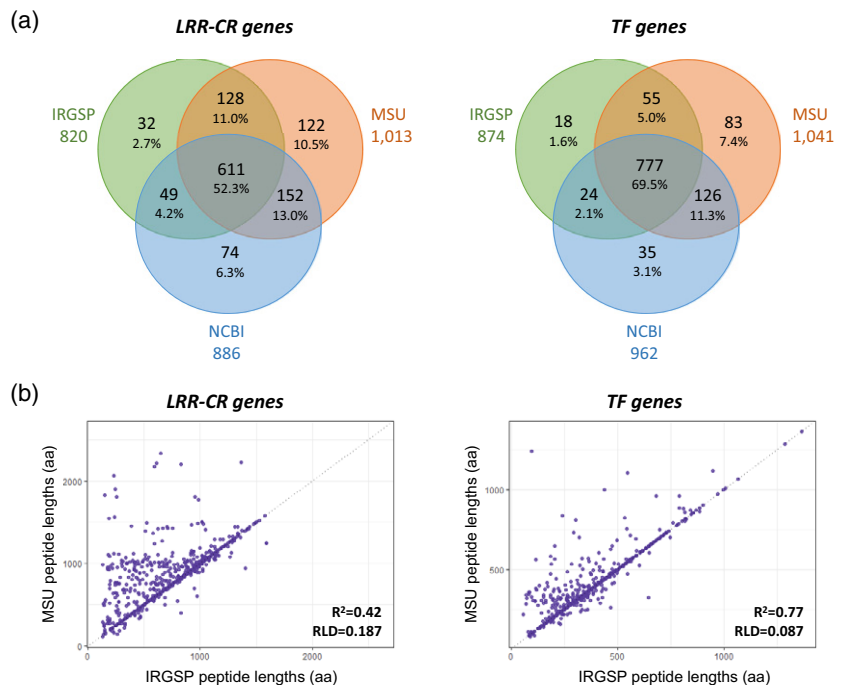 (a)
LRR-CR genes
IRGSP
820
32
2.7%
128
11.0%
122
10.5%
MSU
1,013
611
52.3%
49
4.2%
152
13.0%
74
6.3%
NCBI
886
TF genes
IRGSP
874
18
1.6%
55
5.0%
83
7.4%
MSU
1,041
777
69.5%
24
2.1%
126
11.3%
35
3.1%
NCBI
962
(b)
LRR-CR genes
MSU peptide lengths (aa)
2000
1000
0
R²=0.42
RLD=0.187
0
1000
2000
IRGSP peptide lengths (aa)
TF genes
MSU peptide lengths (aa)
1000
500
R²=0.77
RLD=0.087
0
500
1000
IRGSP peptide lengths (aa)